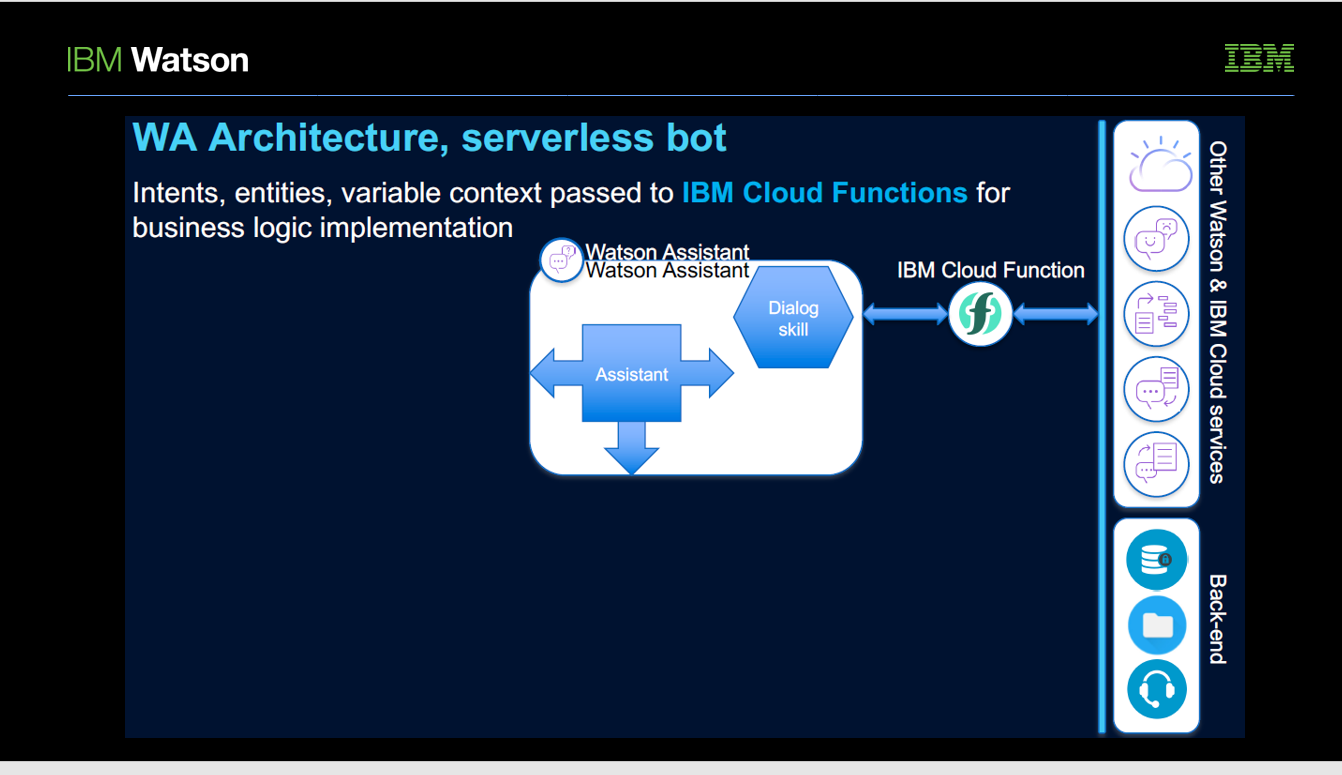 IBM Watson
IBM
WA Architecture, serverless bot
Intents, entities, variable context passed to IBM Cloud Functions for
business logic implementation
Watson Assistant
Watson Assistant
Dialog
skill
Assistant
IBM Cloud Function
Other Watson & IBM Cloud services
Back-end